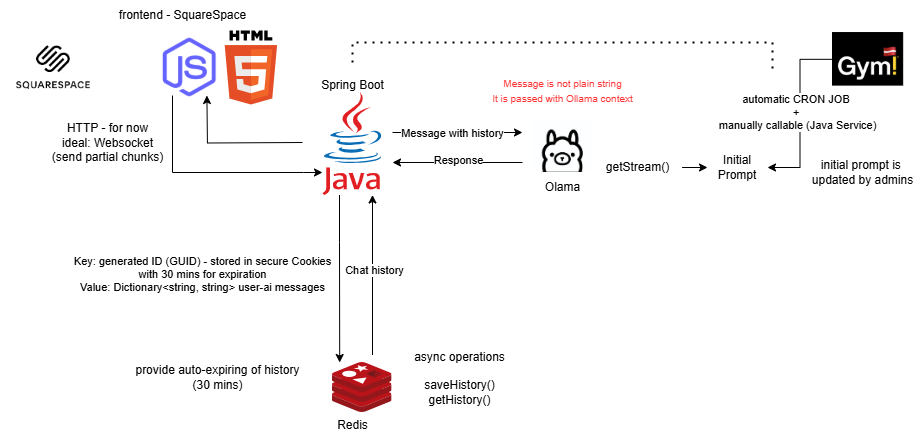 frontend - SquareSpace
SQUARESPACE
JS
HTML
5
Spring Boot
Java
HTTP - for now
ideal: Websocket
(send partial chunks)
Message is not plain string
It is passed with Ollama context
Message with history
Response
Olama
getStream()
Initial
Prompt
Gym!
automatic CRON JOB
+
manually callable (Java Service)
initial prompt is
updated by admins
Key: generated ID (GUID) - stored in secure Cookies
with 30 mins for expiration
Value: Dictionary<string, string> user-ai messages
Chat history
provide auto-expiring of history
(30 mins)
Redis
async operations
saveHistory()
getHistory()